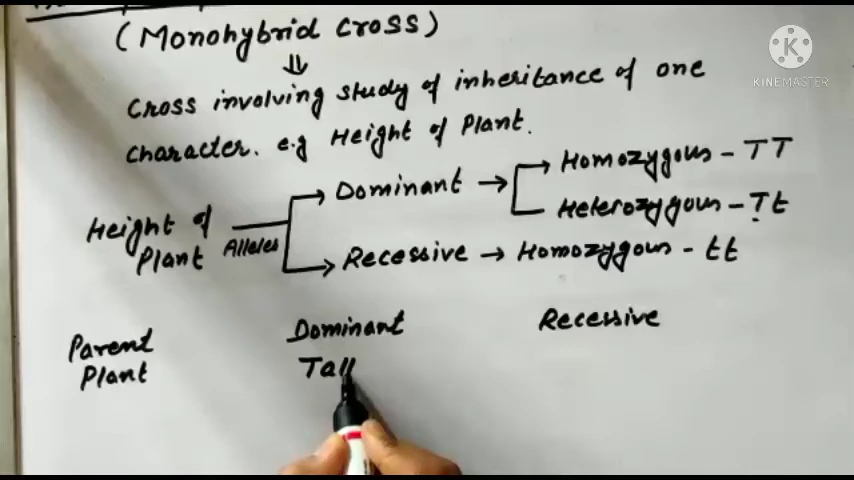 (Monohybrid Cross)
Cross involving study of inheritance of one
character. e.g Height of Plant.
Height of
Plant
Alleles
Dominant
Homozygous - TT
Heterozygous - Tt
Recessive
Homozygous - tt
Parent
Plant
Dominant
Tall
Recessive
K
KINEMASTER